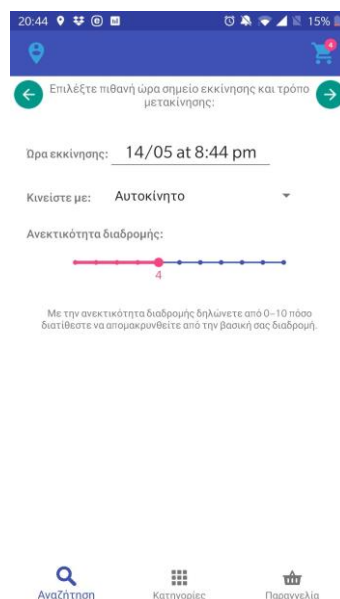 20:44 15%
4
Επιλέξτε πιθανή ώρα σημείο εκκίνησης και τρόπο
μετακίνησης:
Ώρα εκκίνησης: 14/05 at 8:44 pm
Κινείστε με: Αυτοκίνητο
Ανεκτικότητα διαδρομής:
4
Με την ανεκτικότητα διαδρομής δηλώνετε από 0–10 πόσο
διατίθεστε να απομακρυνθείτε από την βασική σας διαδρομή.
Αναζήτηση Κατηγορίες Παραγγελία